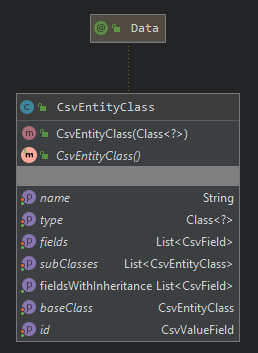 @ Data
C CsvEntityClass
m CsvEntityClass(Class<?>)
m CsvEntityClass()
p name String
p type Class<?>
p fields List<CsvField>
p subClasses List<CsvEntityClass>
p fieldsWithInheritance List<CsvField>
p baseClass CsvEntityClass
p id CsvValueField